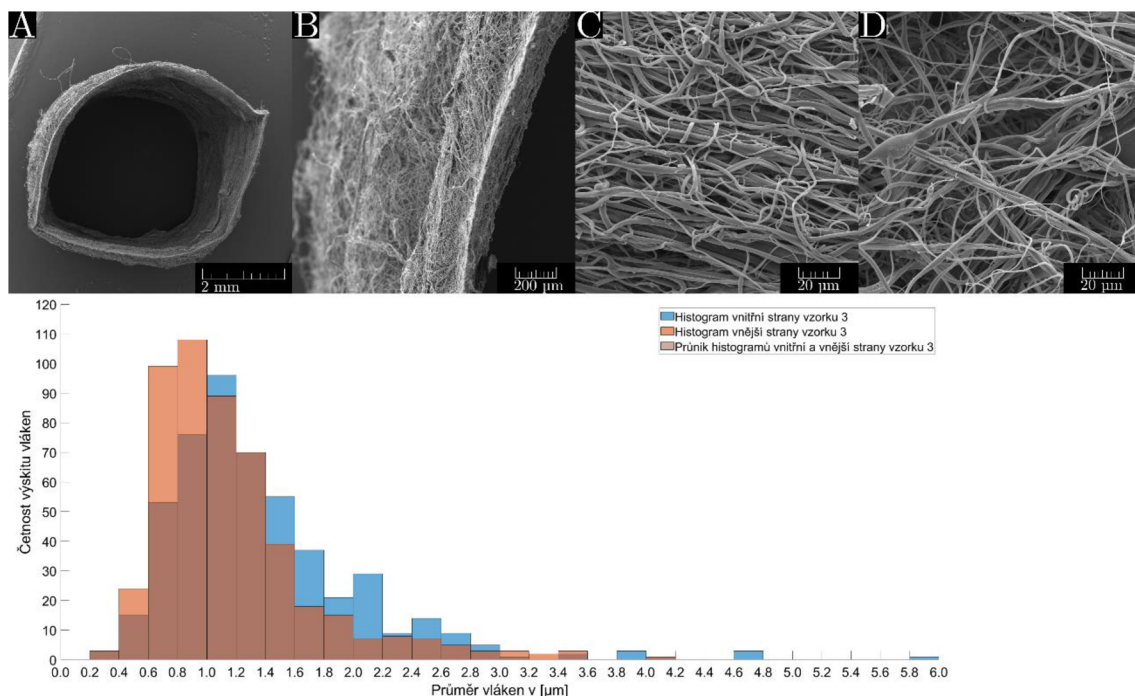 A B C D
2 mm 200 µm 20 µm 20 µm
120
Histogram vnitřní strany vzorku 3
110
Histogram vnější strany vzorku 3
Průnik histogramů vnitřní a vnější strany vzorku 3
100
90
80
70
60
50
40
30
20
10
0
Četnost výskytu vláken
0.0 0.2 0.4 0.6 0.8 1.0 1.2 1.4 1.6 1.8 2.0 2.2 2.4 2.6 2.8 3.0 3.2 3.4 3.6 3.8 4.0 4.2 4.4 4.6 4.8 5.0 5.2 5.4 5.6 5.8 6.0
Průměr vláken v [µm]